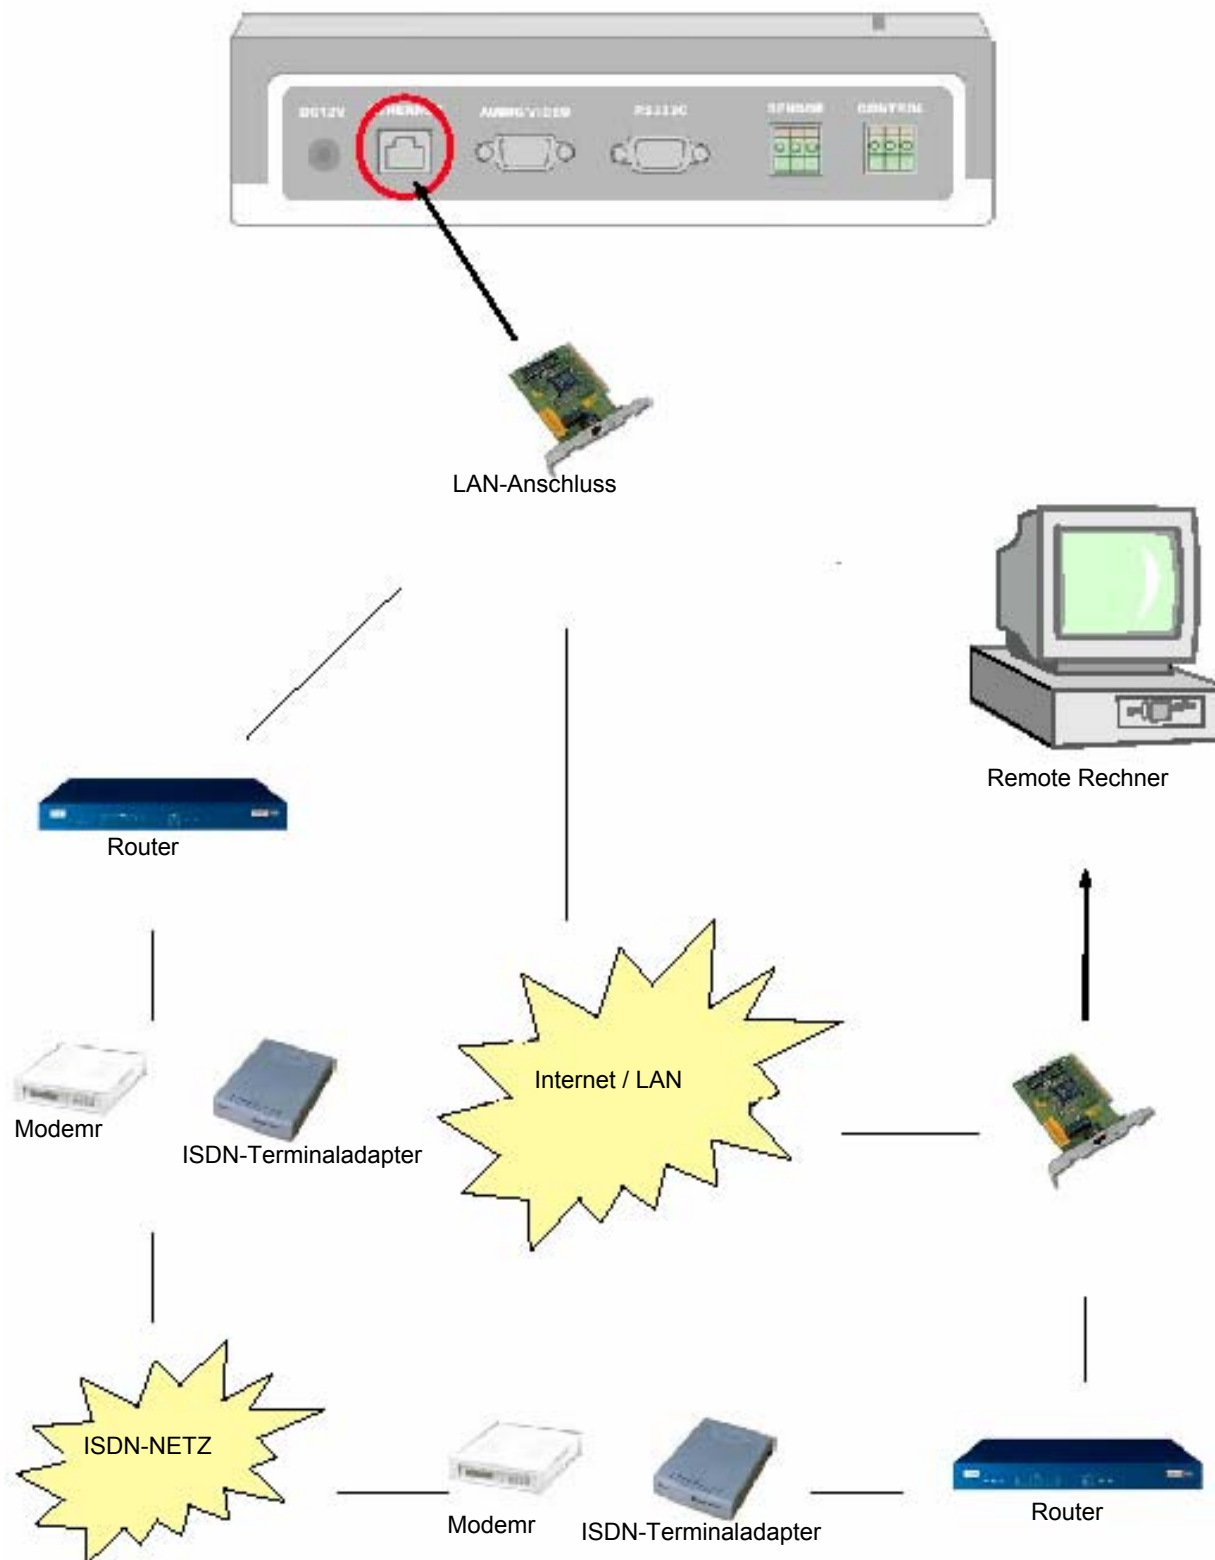 DC12V ETHERNET AUDIO/VIDEO RS232C SENSOR CONTROL
LAN-Anschluss
Remote Rechner
Router
Internet / LAN
Modemr
ISDN-Terminaladapter
ISDN-NETZ
Modemr
ISDN-Terminaladapter
Router